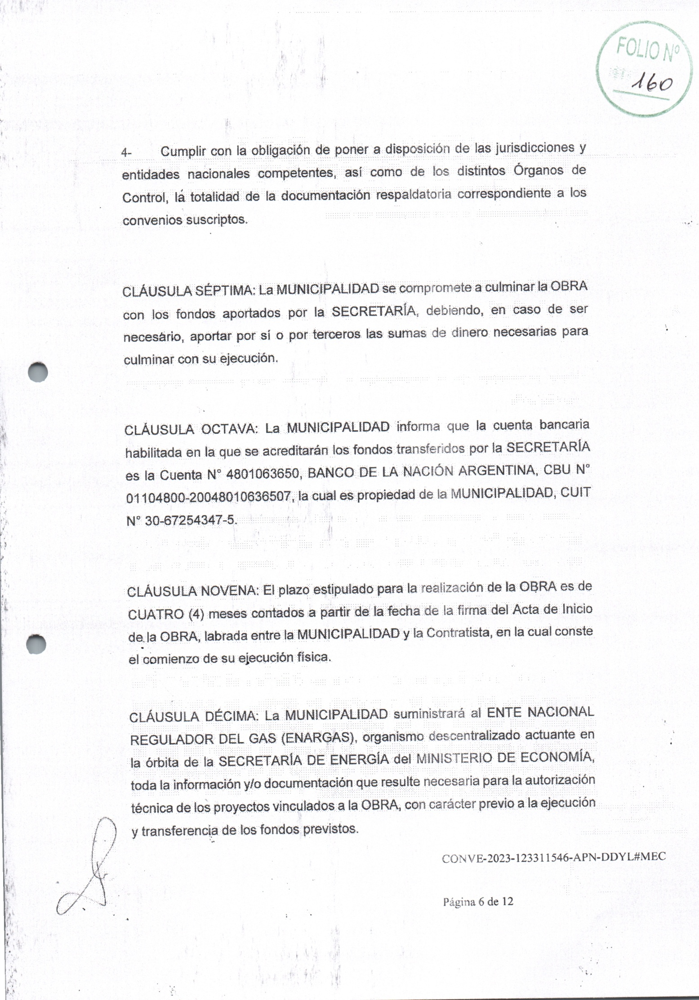 FOLIO Nº
160
4- Cumplir con la obligación de poner a disposición de las jurisdicciones y
entidades nacionales competentes, así como de los distintos Órganos de
Control, la totalidad de la documentación respaldatoria correspondiente a los
convenios suscriptos.
CLÁUSULA SÉPTIMA: La MUNICIPALIDAD se compromete a culminar la OBRA
con los fondos aportados por la SECRETARÍA, debiendo, en caso de ser
necesario, aportar por sí o por terceros las sumas de dinero necesarias para
culminar con su ejecución.
CLÁUSULA OCTAVA: La MUNICIPALIDAD informa que la cuenta bancaria
habilitada en la que se acreditarán los fondos transferidos por la SECRETARÍA
es la Cuenta N° 4801063650, BANCO DE LA NACIÓN ARGENTINA, CBU N°
01104800-20048010636507, la cual es propiedad de la MUNICIPALIDAD, CUIT
N° 30-67254347-5.
CLÁUSULA NOVENA: El plazo estipulado para la realización de la OBRA es de
CUATRO (4) meses contados a partir de la fecha de la firma del Acta de Inicio
de la OBRA, labrada entre la MUNICIPALIDAD y la Contratista, en la cual conste
el comienzo de su ejecución física.
CLÁUSULA DÉCIMA: La MUNICIPALIDAD suministrará al ENTE NACIONAL
REGULADOR DEL GAS (ENARGAS), organismo descentralizado actuante en
la órbita de la SECRETARÍA DE ENERGÍA del MINISTERIO DE ECONOMÍA,
toda la información y/o documentación que resulte necesaria para la autorización
técnica de los proyectos vinculados a la OBRA, con carácter previo a la ejecución
y transferencia de los fondos previstos.
CONVE-2023-123311546-APN-DDYL#MEC
Página 6 de 12